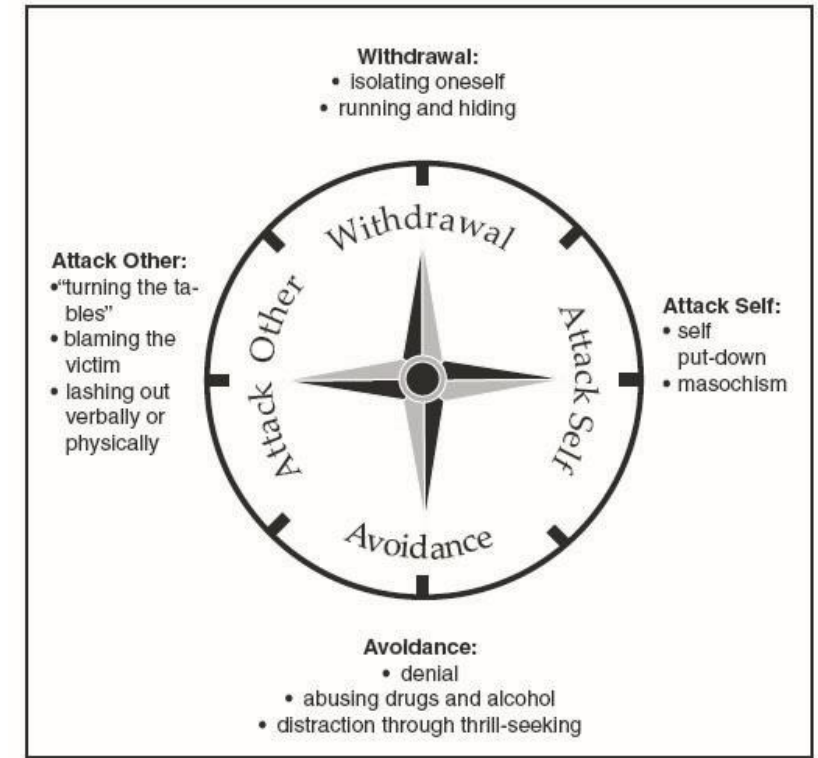 Withdrawal:
• isolating oneself
• running and hiding
Withdrawal
Attack Other:
•“turning the ta-
bles”
• blaming the
victim
• lashing out
verbally or
physically
Attack Other
Attack Self
Attack Self:
• self
put-down
• masochism
Avoidance
Avoidance:
• denial
• abusing drugs and alcohol
• distraction through thrill-seeking